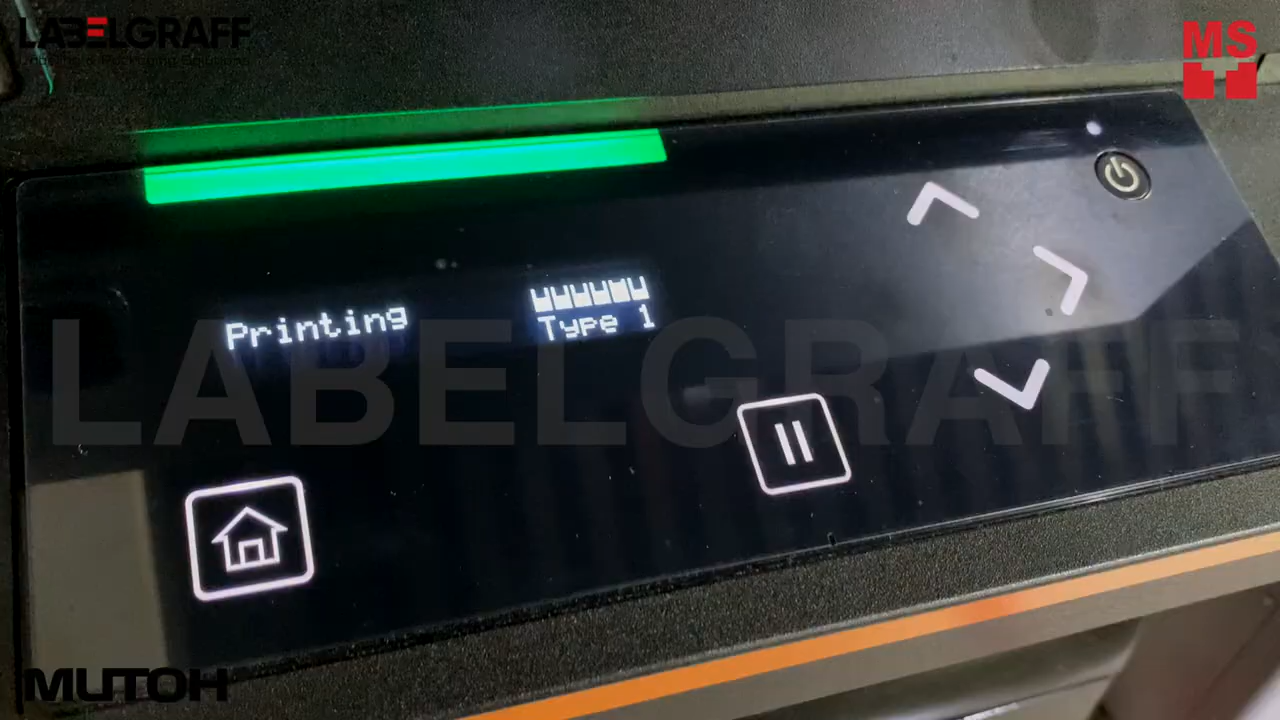 LABELGRAFF
MS
Printing
Type 1
LABELGRAFF
MUTOH